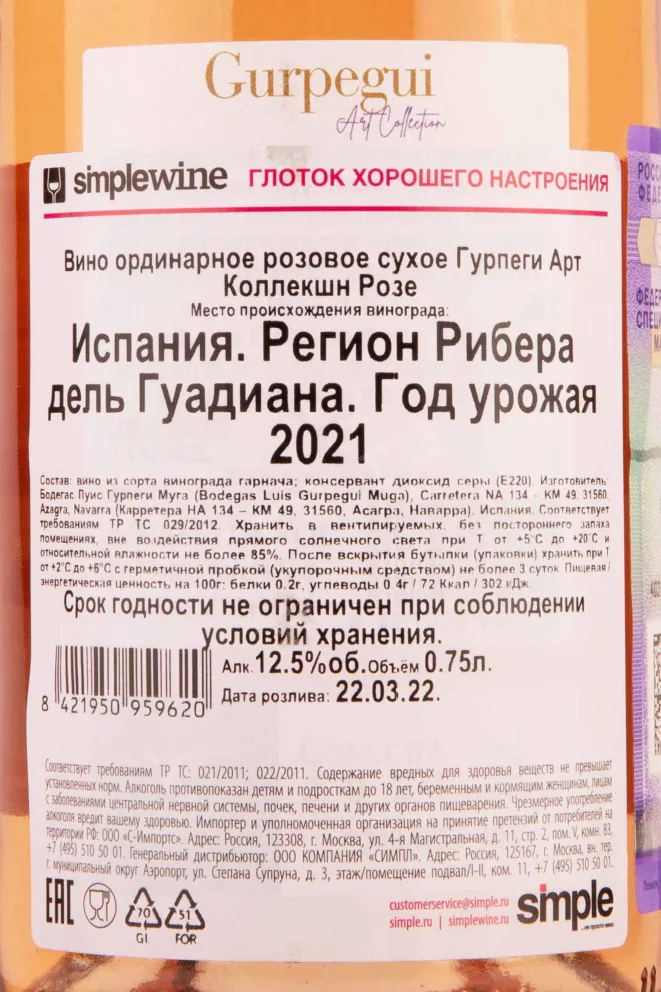 Gurpegui
Art Collection
simplewine ГЛОТОК ХОРОШЕГО НАСТРОЕНИЯ
Вино ординарное розовое сухое Гурпеги Арт
Коллекшн Розе
Место происхождения винограда:
Испания. Регион Рибера
дель Гуадиана. Год урожая
2021
Состав: вино из сорта винограда гарнача; консервант диоксид серы (E220). Изготовитель:
Бодегас Луис Гурпеги Муга (Bodegas Luis Gurpegui Muga), Carretera NA 134 – KM 49, 31560,
Azagra, Navarra (Карретера НА 134 – КМ 49, 31560, Асагра, Наварра). Испания. Соответствует
требованиям ТР ТС 029/2012. Хранить в вентилируемых, без постороннего запаха
помещениях, вне воздействия прямого солнечного света при Т от +5°С до +20°С и
относительной влажности не более 85%. После вскрытия бутылки (упаковки) хранить при Т
от +2°С до +6°С с герметичной пробкой (укупорочным средством) не более 3 суток. Пищевая/
энергетическая ценность на 100г: белки 0.2г, углеводы 0.4г / 72 Ккал / 302 кДж.
Срок годности не ограничен при соблюдении
условий хранения.
Алк. 12.5%об. Объём 0.75л.
Дата розлива: 22.03.22.
8 421950 959620
Соответствует требованиям ТР ТС: 021/2011; 022/2011. Содержание вредных для здоровья веществ не превышает
установленных норм. Алкоголь противопоказан детям и подросткам до 18 лет, беременным и кормящим женщинам, лицам
с заболеваниями центральной нервной системы, почек, печени и других органов пищеварения. Чрезмерное употребление
алкоголя вредит вашему здоровью. Импортер и уполномоченная организация на принятие претензий от потребителей на
территории РФ: ООО «С-Импортс». Адрес: Россия, 123308, г. Москва, ул. 4-я Магистральная, д. 11, стр. 2, пом. V, комн. 83,
+7 (495) 510 50 01. Генеральный дистрибьютор: ООО КОМПАНИЯ «СИМПЛ». Адрес: Россия, 125167, г. Москва, вн. тер.
г. муниципальный округ Аэропорт, ул. Степана Супруна, д. 3, этаж/помещение подвал/I-II, ком. 11, +7 (495) 510 50 01.
EAC
70
GL
51
FOR
customerservice@simple.ru
simple.ru | simplewine.ru
simple
...не просто вино
РОСС
ФЕД
ФЕДЕР
СПЕЦИ
МА